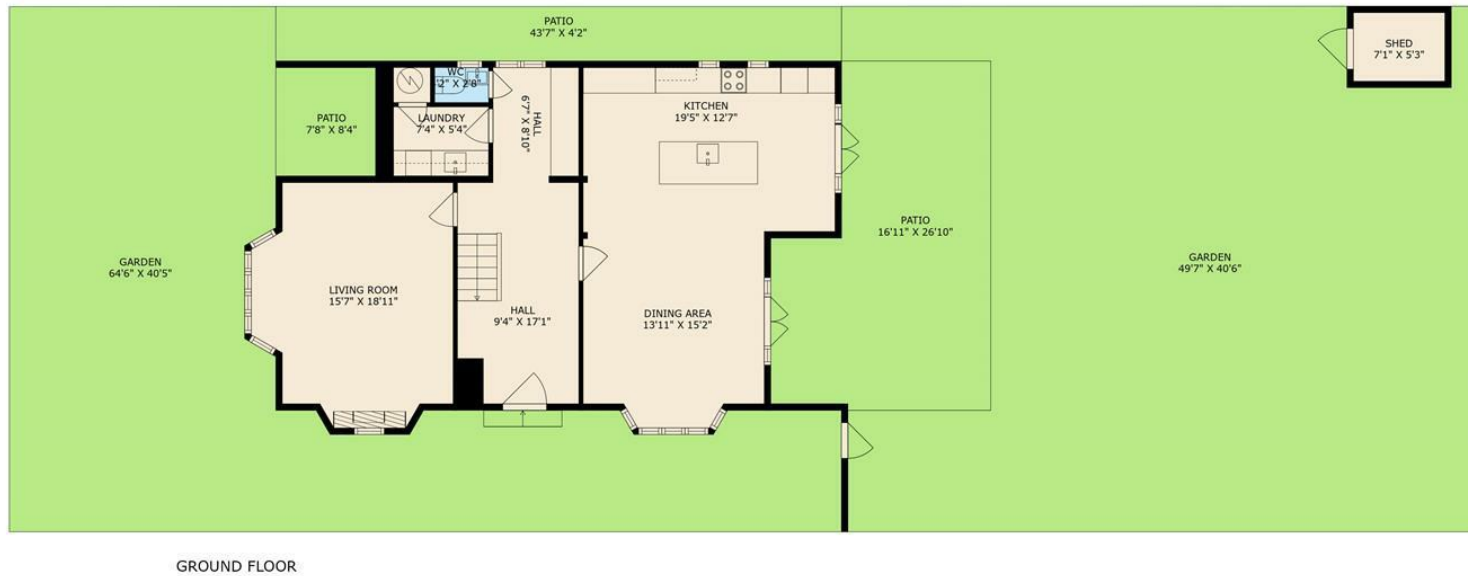 PATIO
43'7" X 4'2"
SHED
7'1" X 5'3"
WC
2" X 2'8"
PATIO
7'8" X 8'4"
LAUNDRY
7'4" X 5'4"
HALL
6'7" X 8'10"
KITCHEN
19'5" X 12'7"
PATIO
16'11" X 26'10"
GARDEN
64'6" X 40'5"
GARDEN
49'7" X 40'6"
LIVING ROOM
15'7" X 18'11"
HALL
9'4" X 17'1"
DINING AREA
13'11" X 15'2"
GROUND FLOOR